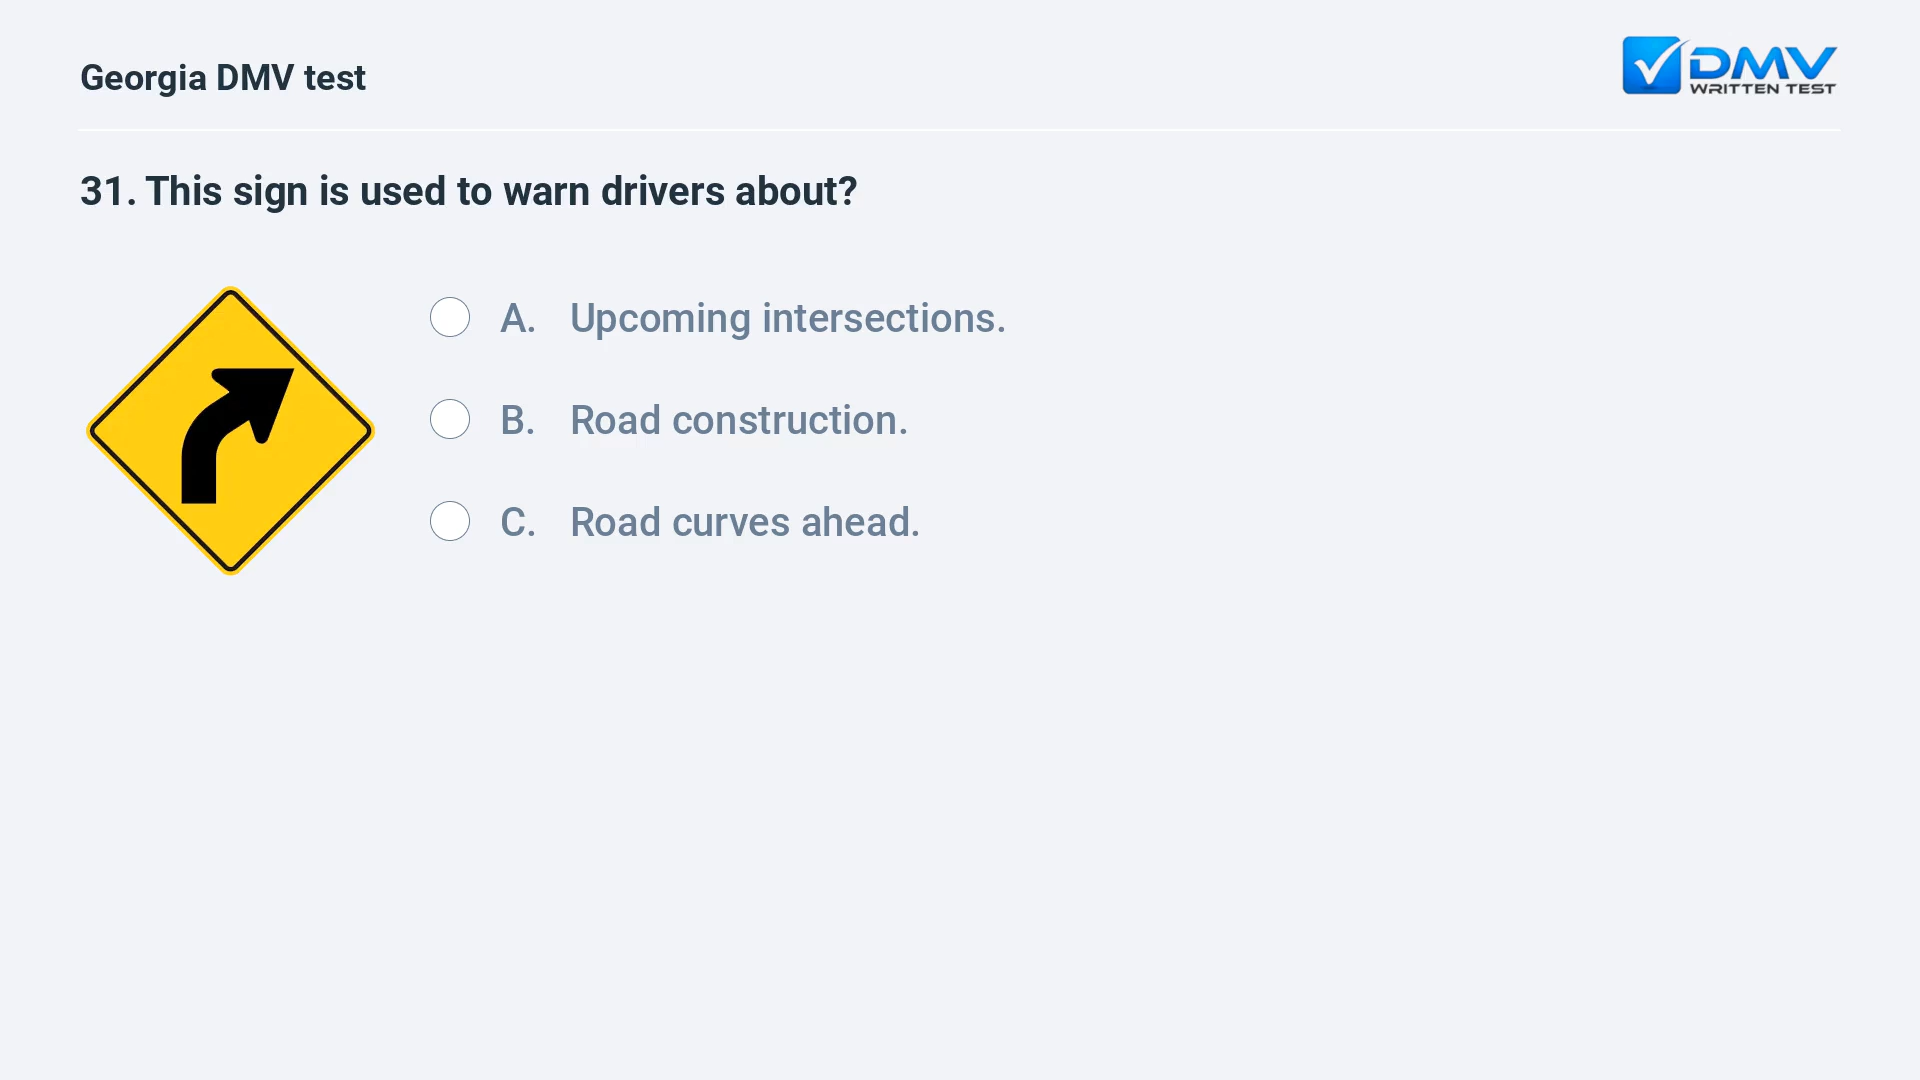 Georgia DMV test
DMV
WRITTEN TEST
31. This sign is used to warn drivers about?
A. Upcoming intersections.
B. Road construction.
C. Road curves ahead.